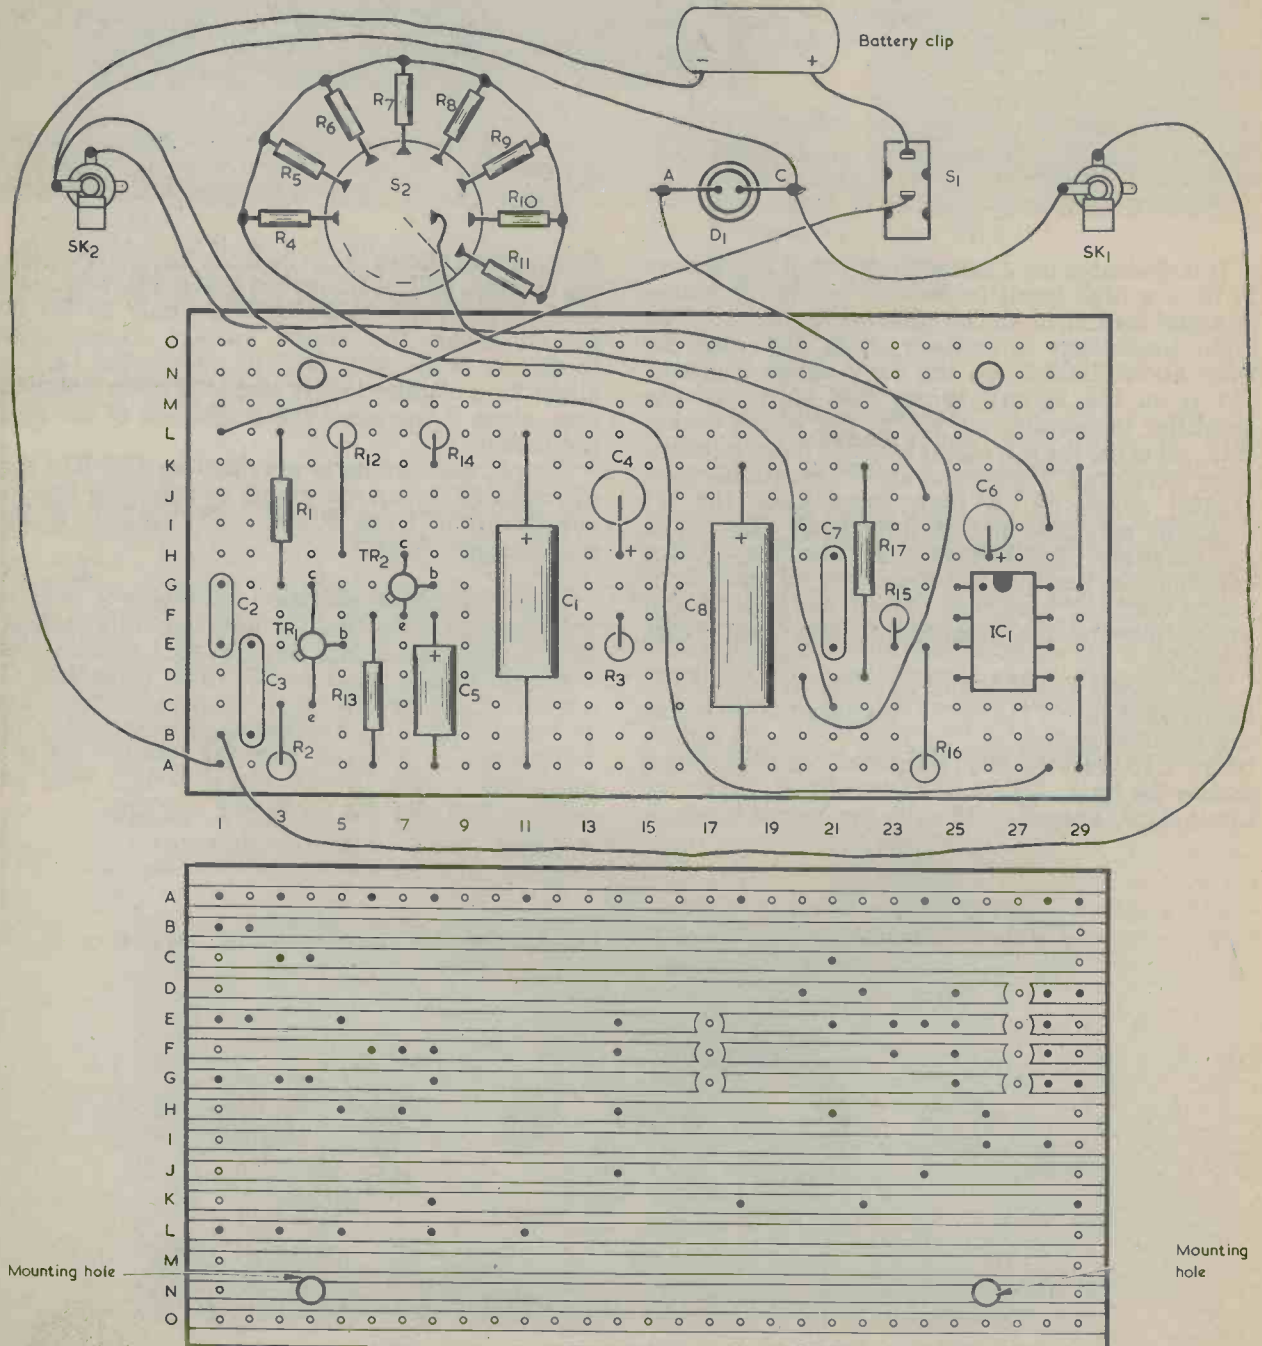 Battery clip
− +
R7
R6 R8
R5 R9
S2
R4 R10
R11
A C
D1
S1
SK2
SK1
O
N
M
L
K
J
I
H
G
F
E
D
C
B
A
R12 R14
C4
C6
R1
+ + + +
C7 R17
TR2 c b e
C2
TR1 c b e
C1
C8
R15
IC1
C3
R13
+
C5
R3
R2
R16
1 3 5 7 9 11 13 15 17 19 21 23 25 27 29
A
B
C
D
E
F
G
H
I
J
K
L
M
N
O
Mounting hole
Mounting
hole